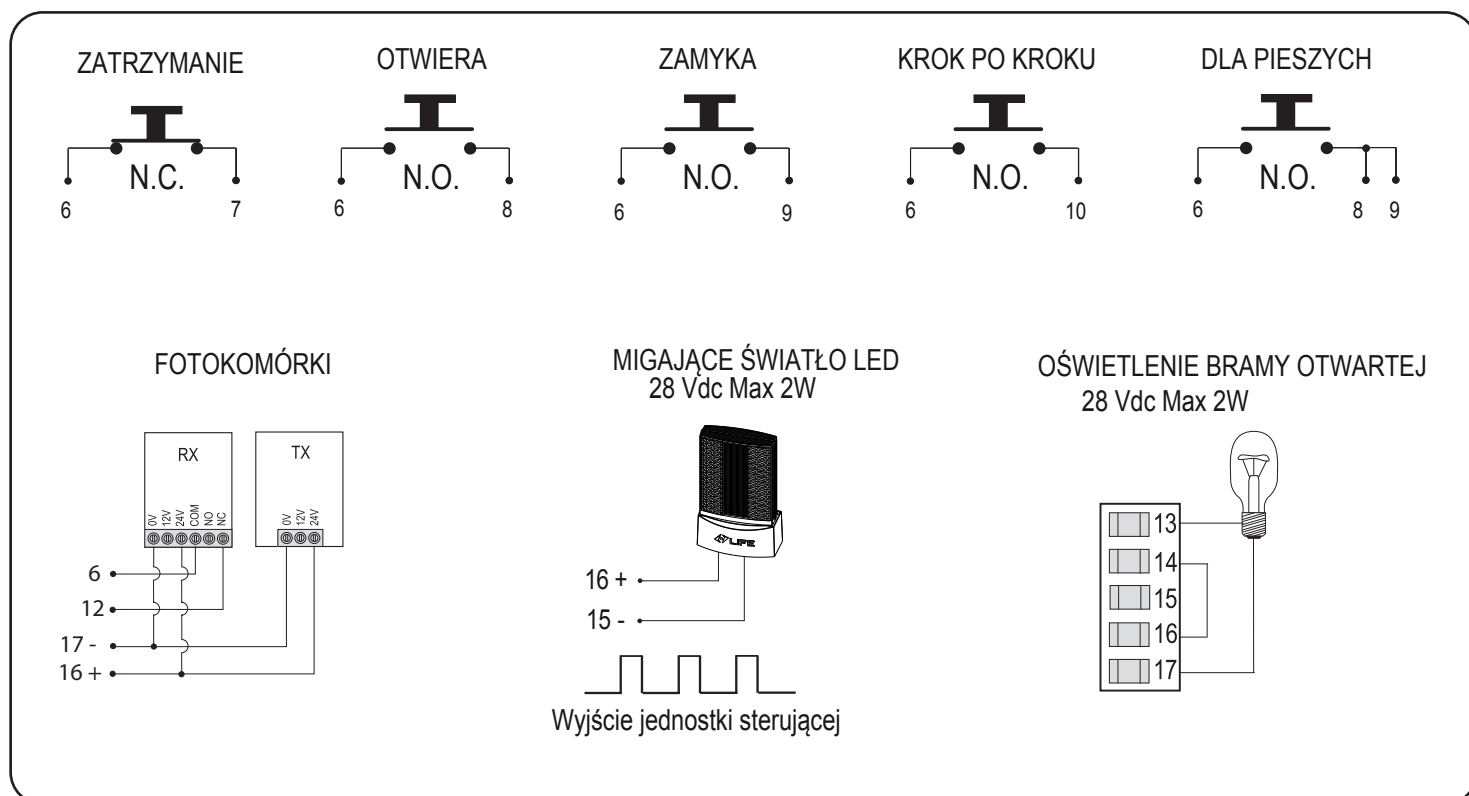 ZATRZYMANIE
N.C.
6
7
OTWIERA
N.O.
6
8
ZAMYKA
N.O.
6
9
KROK PO KROKU
N.O.
6
10
DLA PIESZYCH
N.O.
6
8
9
FOTOKOMÓRKI
RX
0V
12V
24V
COM
NO
NC
TX
0V
12V
24V
6
12
17 -
16 +
MIGAJĄCE ŚWIATŁO LED
28 Vdc Max 2W
LIFE
16 +
15 -
Wyjście jednostki sterującej
OŚWIETLENIE BRAMY OTWARTEJ
28 Vdc Max 2W
13
14
15
16
17